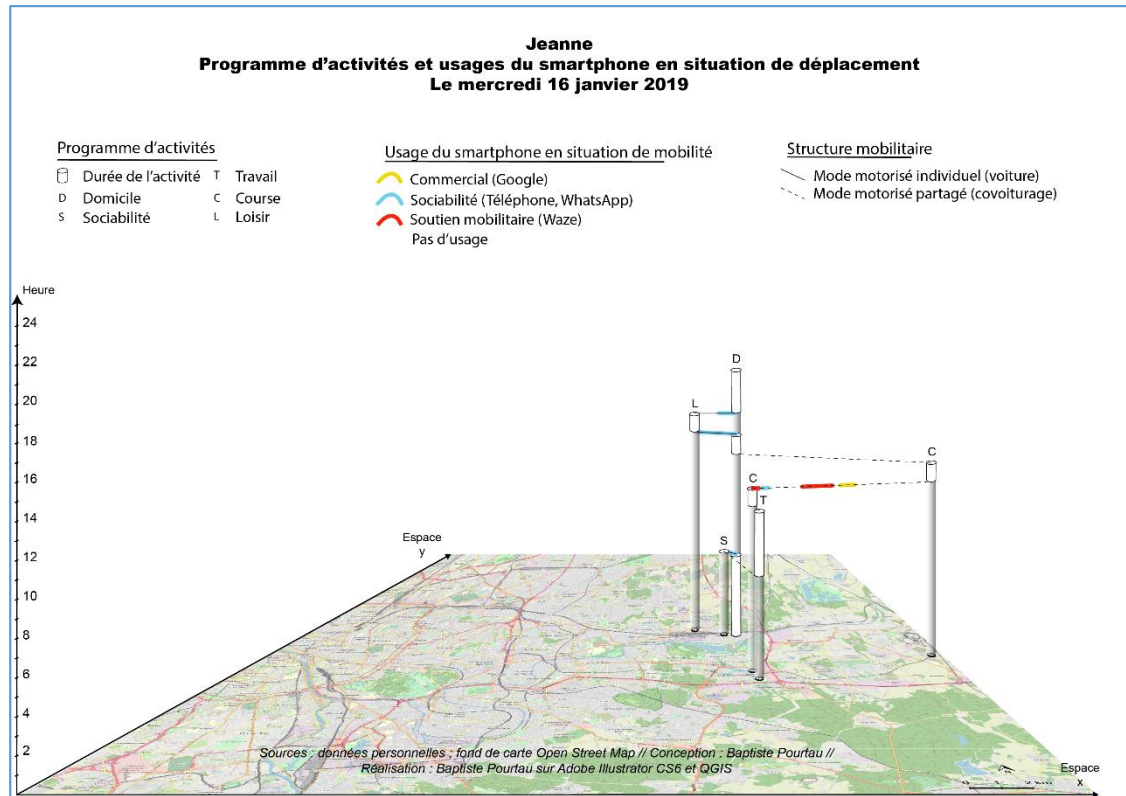 Jeanne
Programme d'activités et usages du smartphone en situation de déplacement
Le mercredi 16 janvier 2019
Programme d'activités
Durée de l'activité T Travail
D Domicile C Course
S Sociabilité L Loisir
Usage du smartphone en situation de mobilité
Commercial (Google)
Sociabilité (Téléphone, WhatsApp)
Soutien mobilitaire (Waze)
Pas d'usage
Structure mobilitaire
Mode motorisé individuel (voiture)
Mode motorisé partagé (covoiturage)
Heure
24
22
20
18
16
14
12
10
8
6
4
2
D
L
C
C
T
S
Espace
y
Sources : données personnelles ; fond de carte Open Street Map // Conception : Baptiste Pourtau //
Réalisation : Baptiste Pourtau sur Adobe Illustrator CS6 et QGIS
Espace
x
0 1 2 km